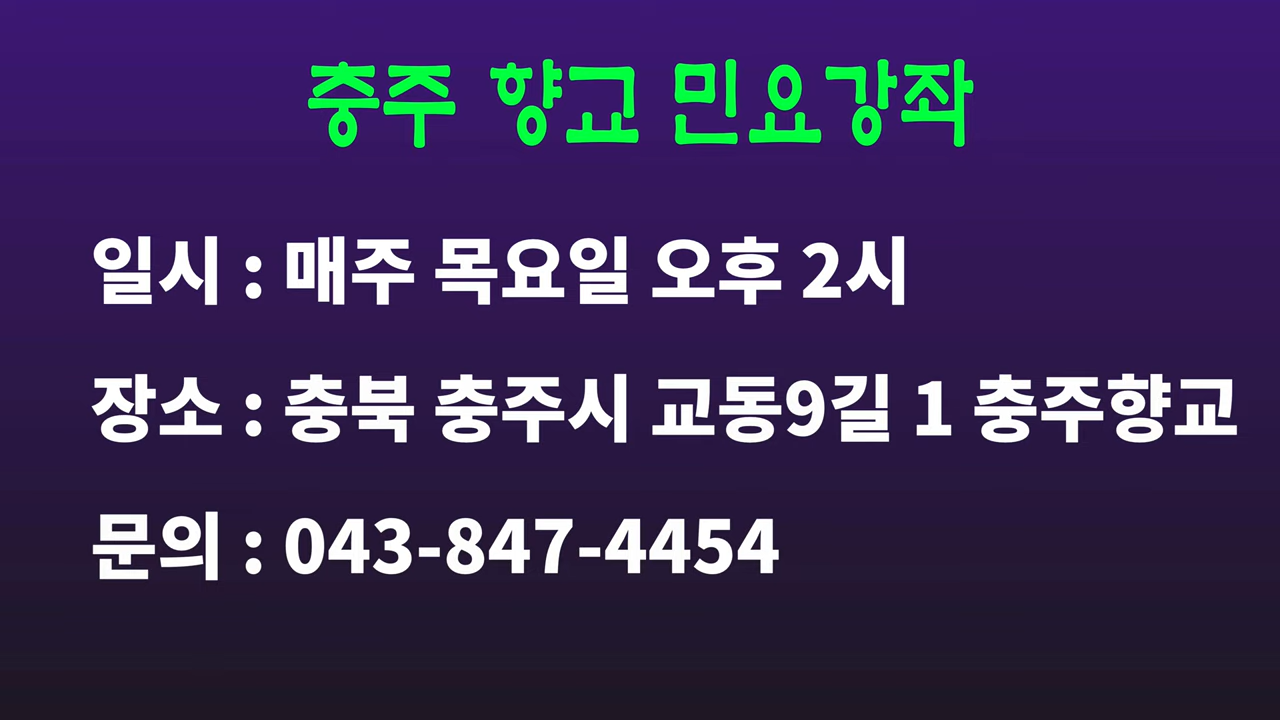 충주 향교 민요강좌
일시 : 매주 목요일 오후 2시
장소 : 충북 충주시 교동9길 1 충주향교
문의 : 043-847-4454